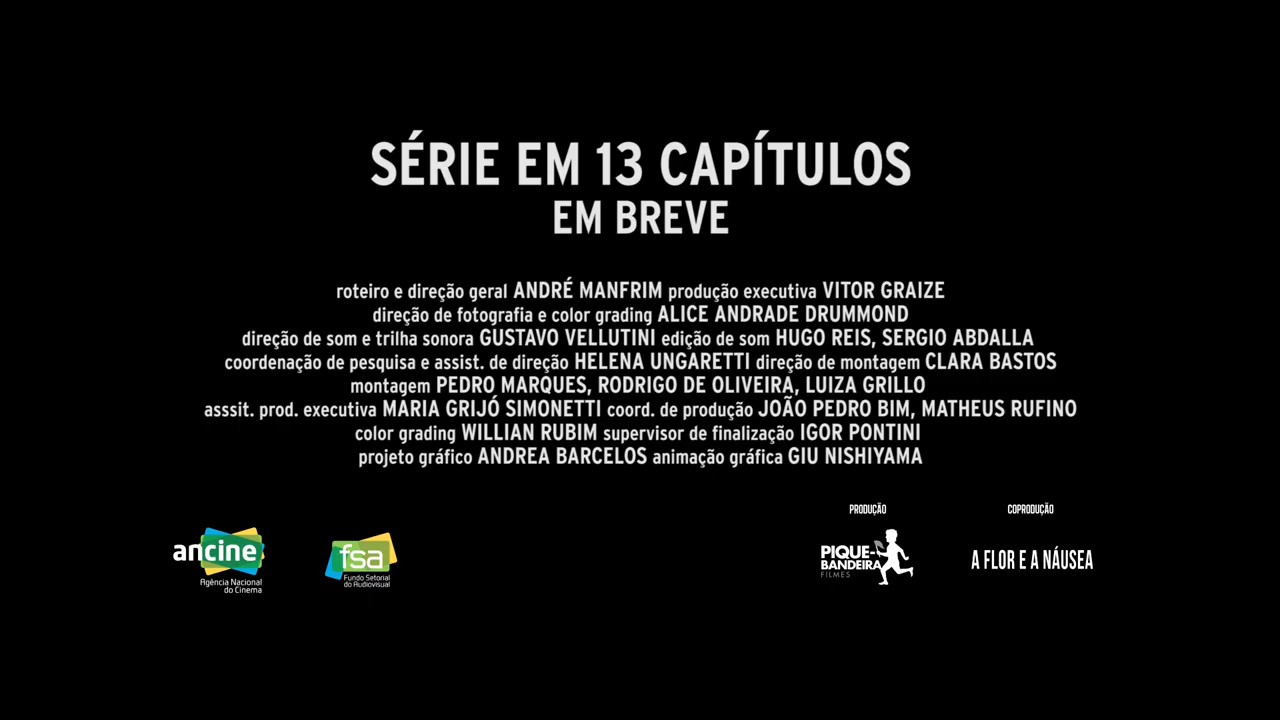 SÉRIE EM 13 CAPÍTULOS
EM BREVE
roteiro e direção geral ANDRÉ MANFRIM produção executiva VITOR GRAIZE
direção de fotografia e color grading ALICE ANDRADE DRUMMOND
direção de som e trilha sonora GUSTAVO VELLUTINI edição de som HUGO REIS, SERGIO ABDALLA
coordenação de pesquisa e assist. de direção HELENA UNGARETTI direção de montagem CLARA BASTOS
montagem PEDRO MARQUES, RODRIGO DE OLIVEIRA, LUIZA GRILLO
asssit. prod. executiva MARIA GRIJÓ SIMONETTI coord. de produção JOÃO PEDRO BIM, MATHEUS RUFINO
color grading WILLIAN RUBIM supervisor de finalização IGOR PONTINI
projeto gráfico ANDREA BARCELOS animação gráfica GIU NISHIYAMA
ancine
Agência Nacional
do Cinema
fsa
Fundo Setorial
do Audiovisual
PRODUÇÃO
PIQUE-
BANDEIRA
FILMES
COPRODUÇÃO
A FLOR E A NÁUSEA